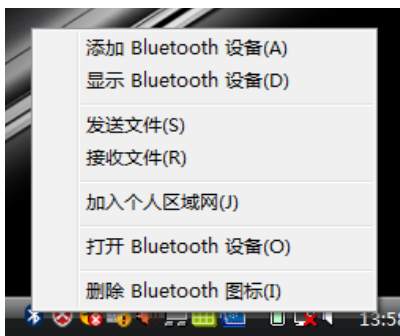 添加 Bluetooth 设备(A)
显示 Bluetooth 设备(D)
发送文件(S)
接收文件(R)
加入个人区域网(J)
打开 Bluetooth 设备(O)
删除 Bluetooth 图标(I)
13:58